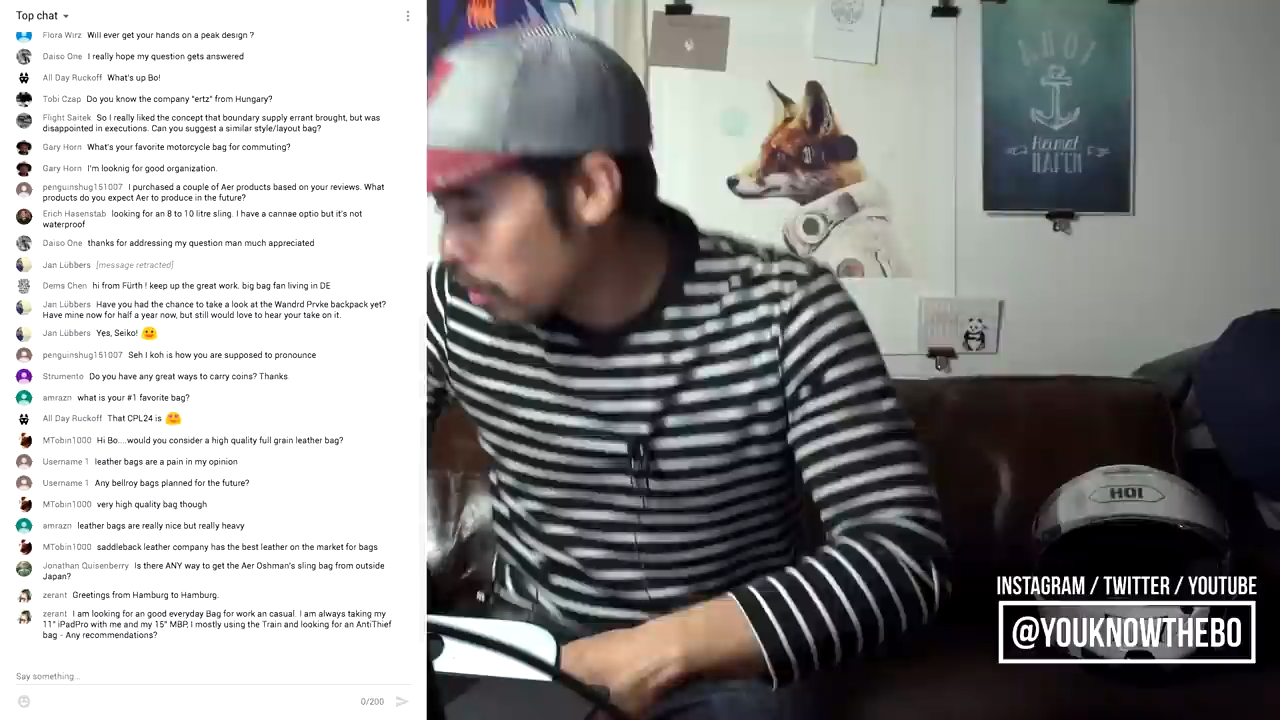 Top chat
Flora Wirz Will ever get your hands on a peak design ?
Daiso One I really hope my question gets answered
All Day Ruckoff What's up Bo!
Tobi Czap Do you know the company "ertz" from Hungary?
Flight Saitek So I really liked the concept that boundary supply errant brought, but was
disappointed in executions. Can you suggest a similar style/layout bag?
Gary Horn What's your favorite motorcycle bag for commuting?
Gary Horn I'm looknig for good organization.
penguinshug151007 I purchased a couple of Aer products based on your reviews. What
products do you expect Aer to produce in the future?
Erich Hasenstab looking for an 8 to 10 litre sling. I have a cannae optio but it's not
waterproof
Daiso One thanks for addressing my question man much appreciated
Jan Lübbers [message retracted]
Dems Chen hi from Fürth ! keep up the great work. big bag fan living in DE
Jan Lübbers Have you had the chance to take a look at the Wandrd Prvke backpack yet?
Have mine now for half a year now, but still would love to hear your take on it.
Jan Lübbers Yes, Seiko!
penguinshug151007 Seh I koh is how you are supposed to pronounce
Strumento Do you have any great ways to carry coins? Thanks
amrazn what is your #1 favorite bag?
All Day Ruckoff That CPL24 is
MTobin1000 Hi Bo....would you consider a high quality full grain leather bag?
Username 1 leather bags are a pain in my opinion
Username 1 Any bellroy bags planned for the future?
MTobin1000 very high quality bag though
amrazn leather bags are really nice but really heavy
MTobin1000 saddleback leather company has the best leather on the market for bags
Jonathan Quisenberry Is there ANY way to get the Aer Oshman's sling bag from outside
Japan?
zerant Greetings from Hamburg to Hamburg.
zerant I am looking for an good everyday Bag for work an casual. I am always taking my
11" iPadPro with me and my 15" MBP. I mostly using the Train and looking for an AntiThief
bag - Any recommendations?
Say something...
0/200
AHOI
Heimat
HAFEN
INSTAGRAM / TWITTER / YOUTUBE
@YOUKNOWTHEBO